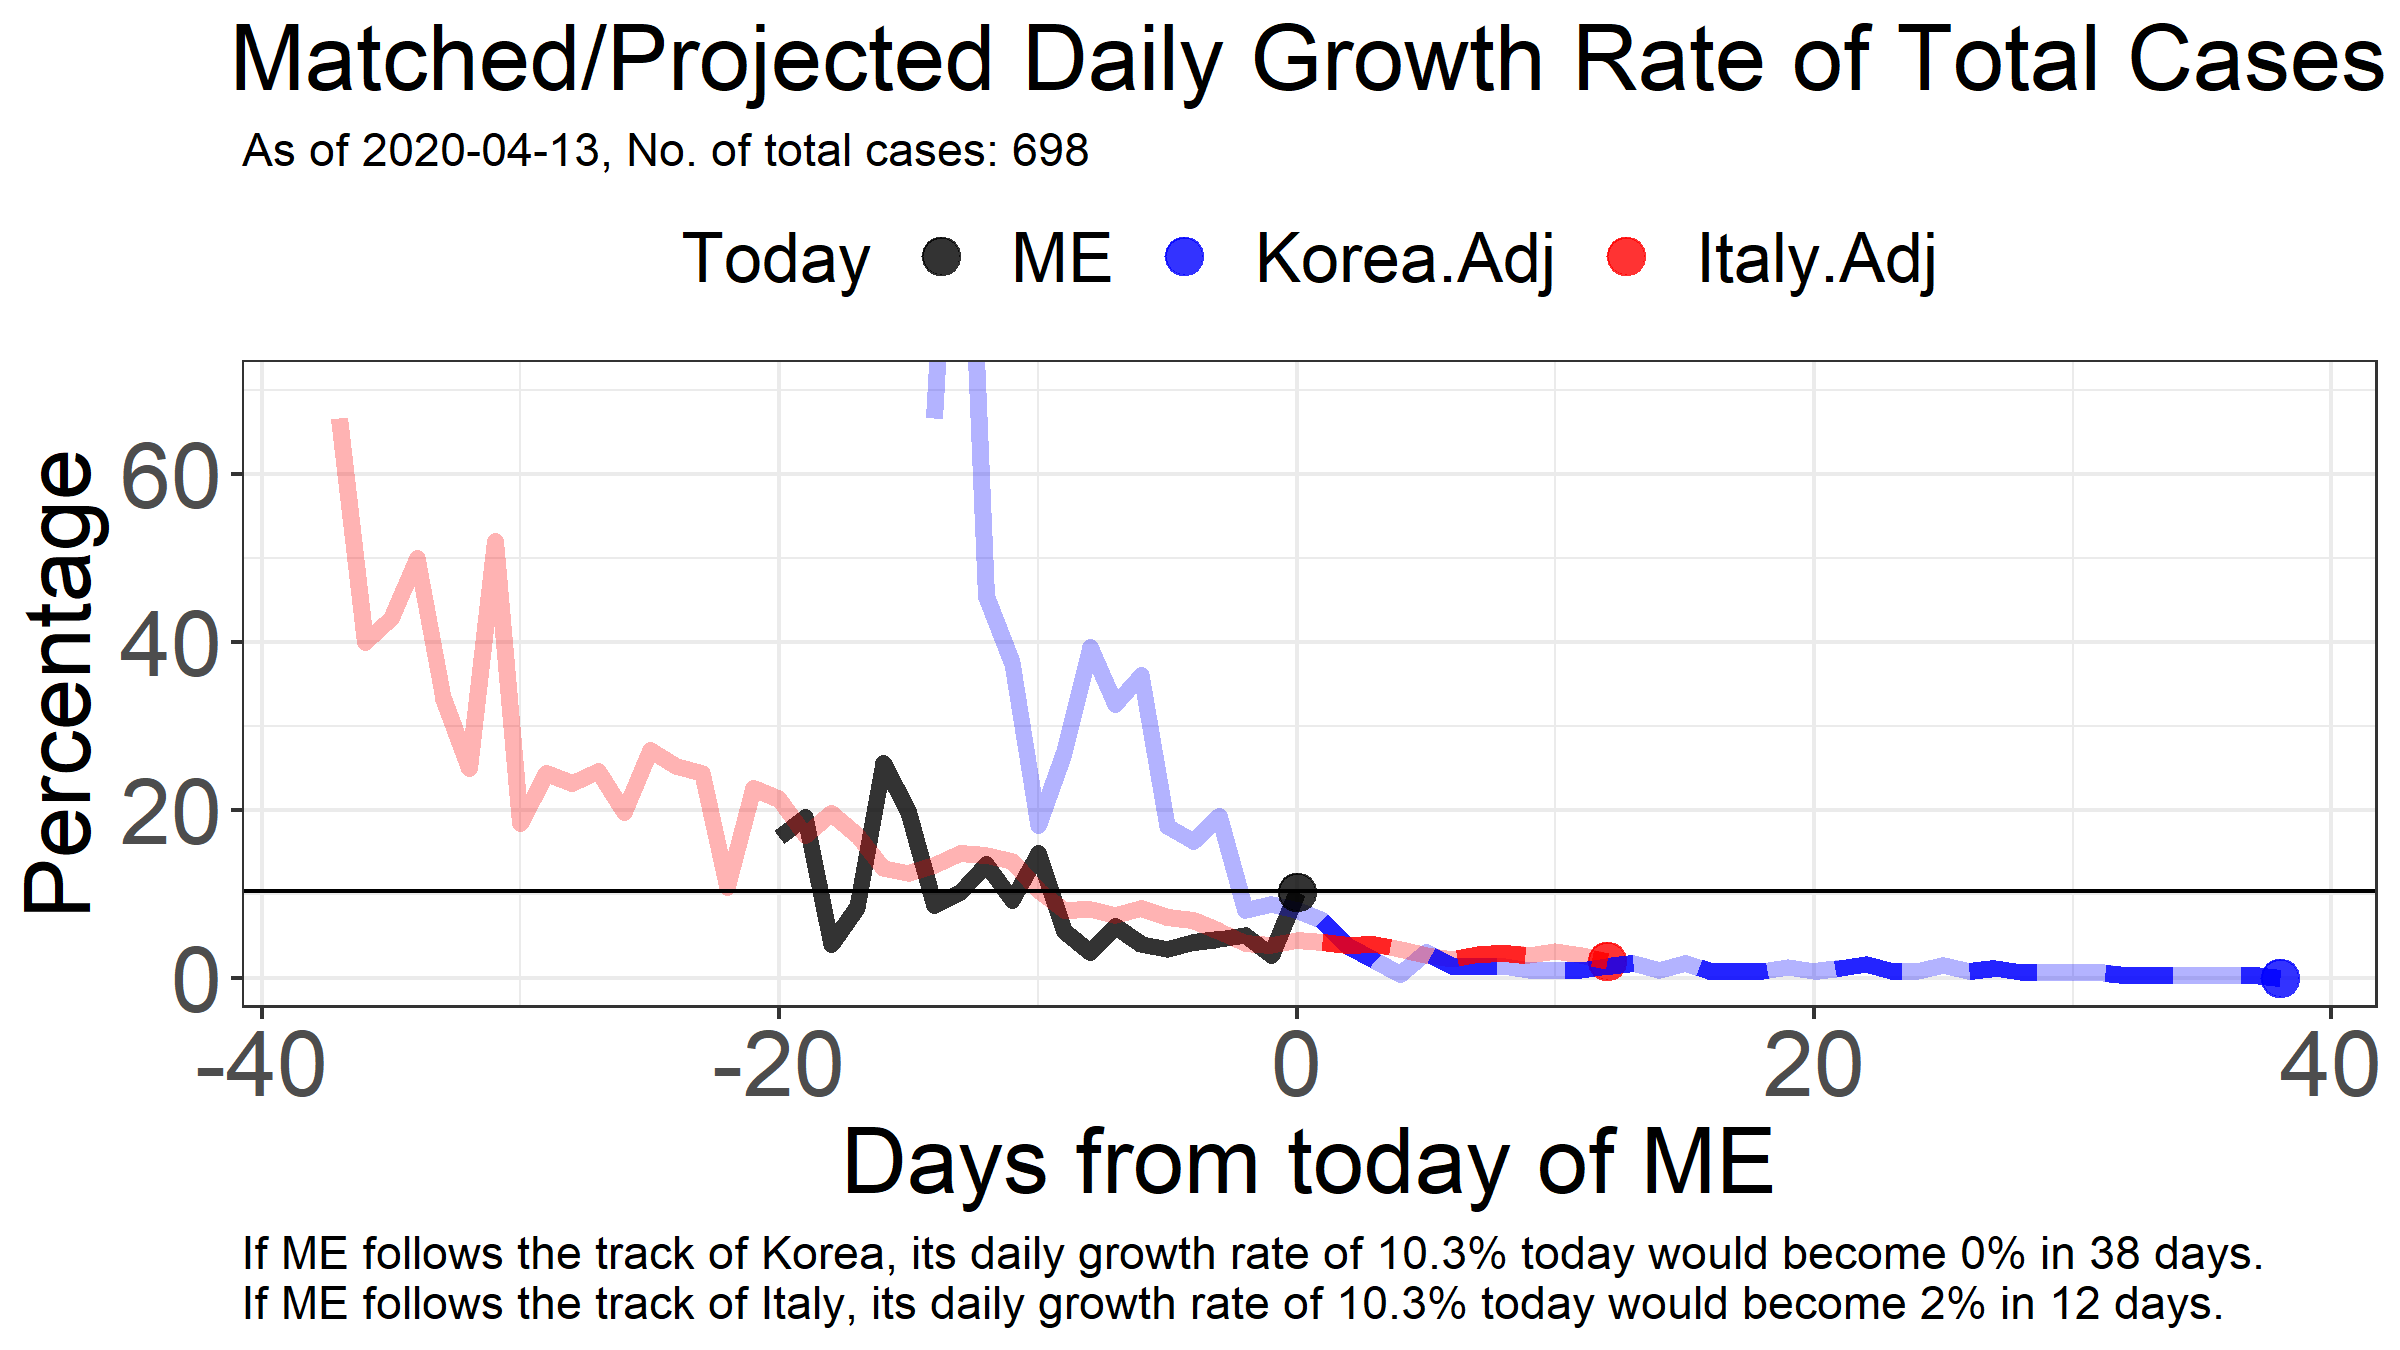 Matched/Projected Daily Growth Rate of Total Cases
As of 2020-04-13, No. of total cases: 698
Today ME Korea.Adj Italy.Adj
Percentage
60
40
20
0
-40 -20 0 20 40
Days from today of ME
If ME follows the track of Korea, its daily growth rate of 10.3% today would become 0% in 38 days.
If ME follows the track of Italy, its daily growth rate of 10.3% today would become 2% in 12 days.